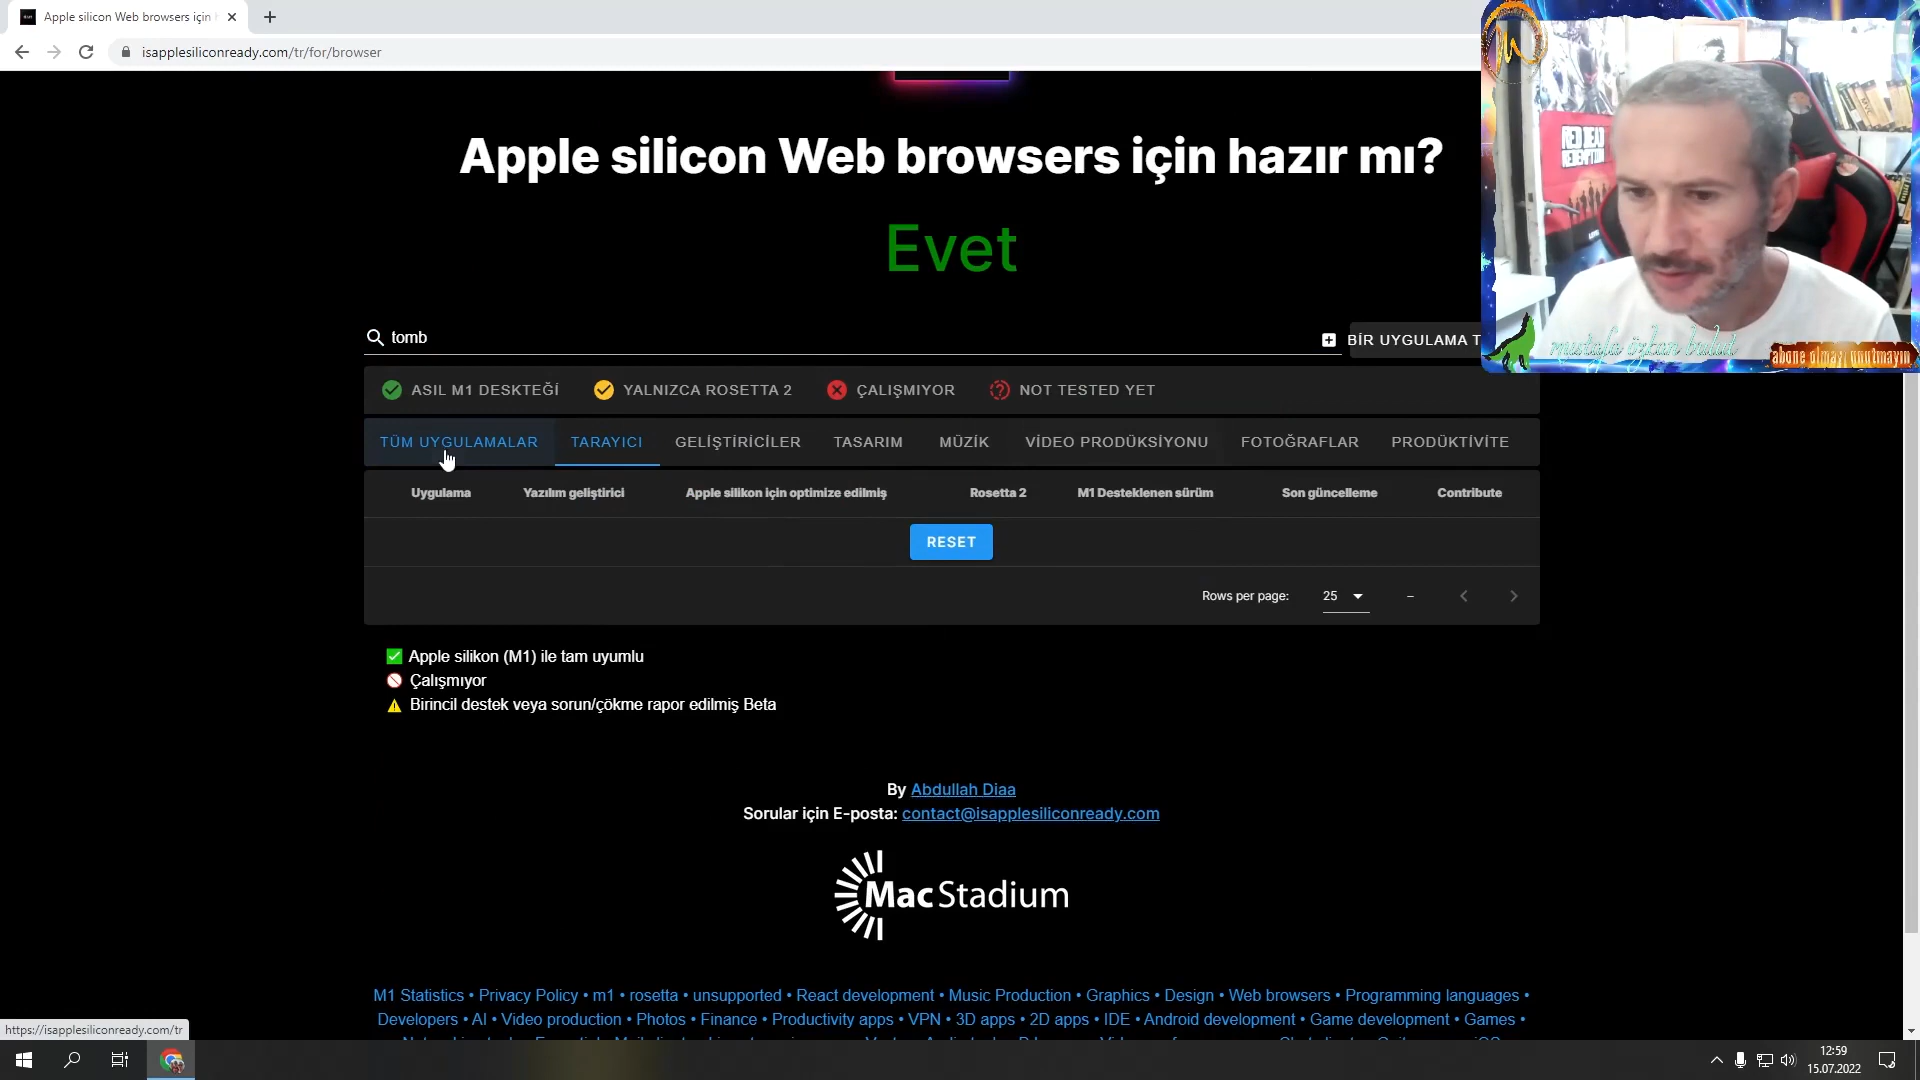 Apple silicon Web browsers için h
isapplesiliconready.com/tr/for/browser
RED DEAD
REDEMPTION
Apple silicon Web browsers için hazır mı?
Evet
tomb
BİR UYGULAMA T
mustafa özkan bulut
abone olmayı unutmayın
ASIL M1 DESKTEĞİ
YALNIZCA ROSETTA 2
ÇALIŞMIYOR
NOT TESTED YET
TÜM UYGULAMALAR
TARAYICI
GELİŞTİRİCİLER
TASARIM
MÜZİK
VİDEO PRODÜKSİYONU
FOTOĞRAFLAR
PRODÜKTİVİTE
Uygulama
Yazılım geliştirici
Apple silikon için optimize edilmiş
Rosetta 2
M1 Desteklenen sürüm
Son güncelleme
Contribute
RESET
Rows per page:
25
–
Apple silikon (M1) ile tam uyumlu
Çalışmıyor
Birincil destek veya sorun/çökme rapor edilmiş Beta
By Abdullah Diaa
Sorular için E-posta: contact@isapplesiliconready.com
MacStadium
M1 Statistics • Privacy Policy • m1 • rosetta • unsupported • React development • Music Production • Graphics • Design • Web browsers • Programming languages •
Developers • AI • Video production • Photos • Finance • Productivity apps • VPN • 3D apps • 2D apps • IDE • Android development • Game development • Games •
https://isapplesiliconready.com/tr
12:59
15.07.2022